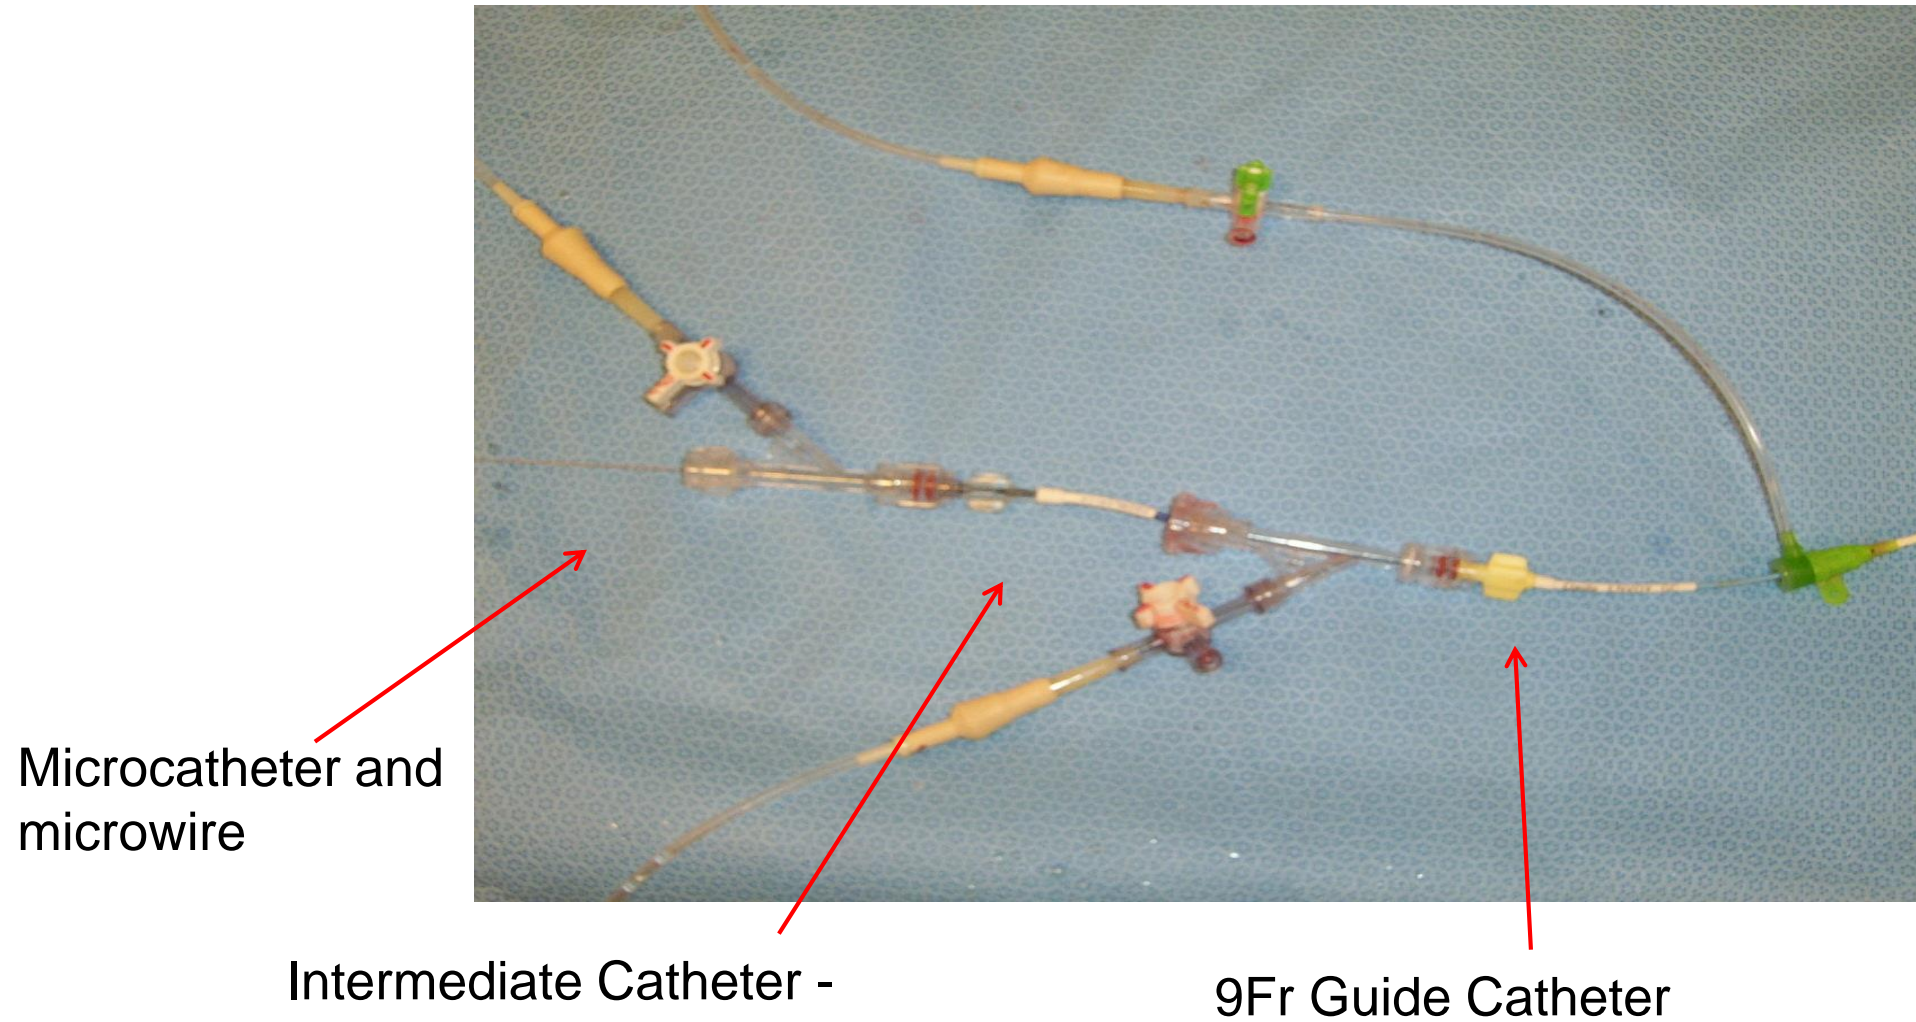 Microcatheter and
microwire
Intermediate Catheter -
9Fr Guide Catheter